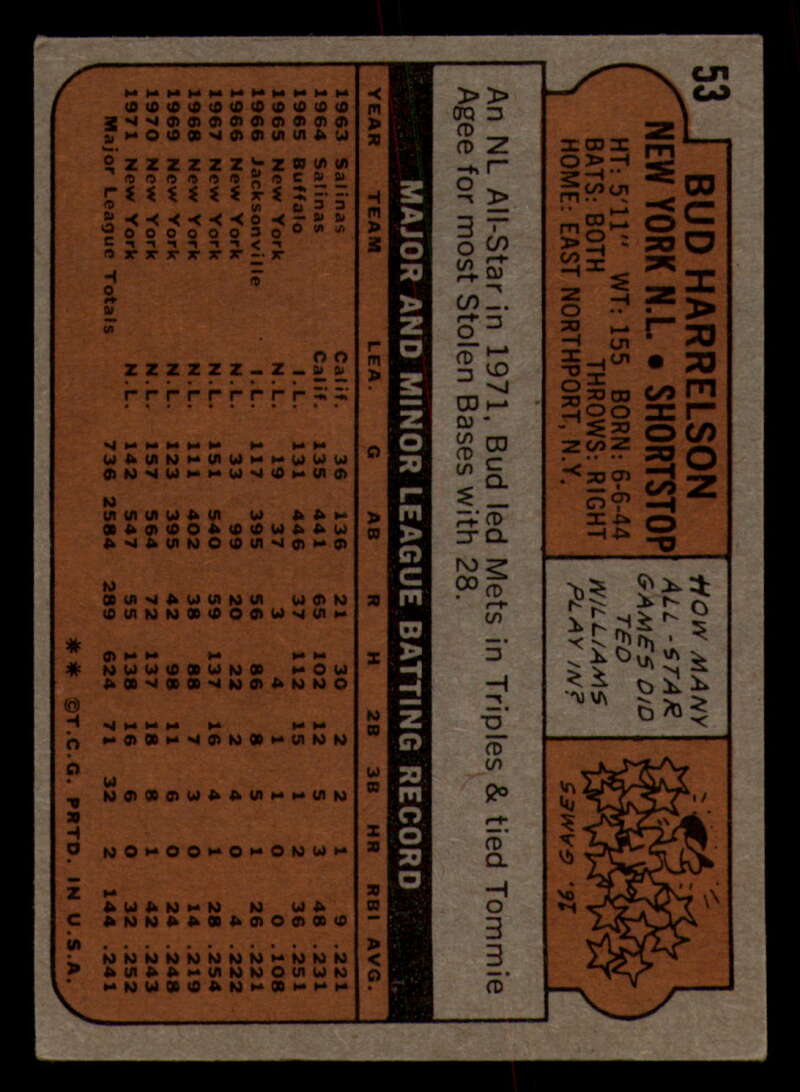 53
BUD HARRELSON
NEW YORK N.L. • SHORTSTOP
HT: 5'11" WT: 155 BORN: 6-6-44
BATS: BOTH THROWS: RIGHT
HOME: EAST NORTHPORT, N.Y.
HOW MANY
ALL-STAR
GAMES DID
TED
WILLIAMS
PLAY IN?
16 GAMES
An NL All-Star in 1971, Bud led Mets in Triples & tied Tommie
Agee for most Stolen Bases with 28.
MAJOR AND MINOR LEAGUE BATTING RECORD
YEAR TEAM LEA. G AB R H 2B 3B HR RBI AVG.
1963 Salinas Calif. 36 136 21 30 2 2 1 9 .221
1964 Salinas Calif. 135 441 65 102 12 5 3 48 .231
1965 Buffalo I.L. 131 446 37 112 15 1 2 36 .251
1965 New York N.L. 19 37 3 4 1 1 0 0 .108
1966 Jacksonville I.L. 117 395 56 86 8 5 1 26 .221
1966 New York N.L. 33 99 20 22 2 4 0 4 .222
1967 New York N.L. 151 540 59 137 16 4 1 28 .254
1968 New York N.L. 111 402 38 88 7 3 0 14 .219
1969 New York N.L. 123 395 42 98 11 6 0 24 .248
1970 New York N.L. 157 564 72 137 18 8 1 42 .243
1971 New York N.L. 142 547 55 138 16 6 0 32 .252
Major League Totals 736 2584 289 624 71 32 2 144 .241
** ©T.C.G. PRTD. IN U.S.A.